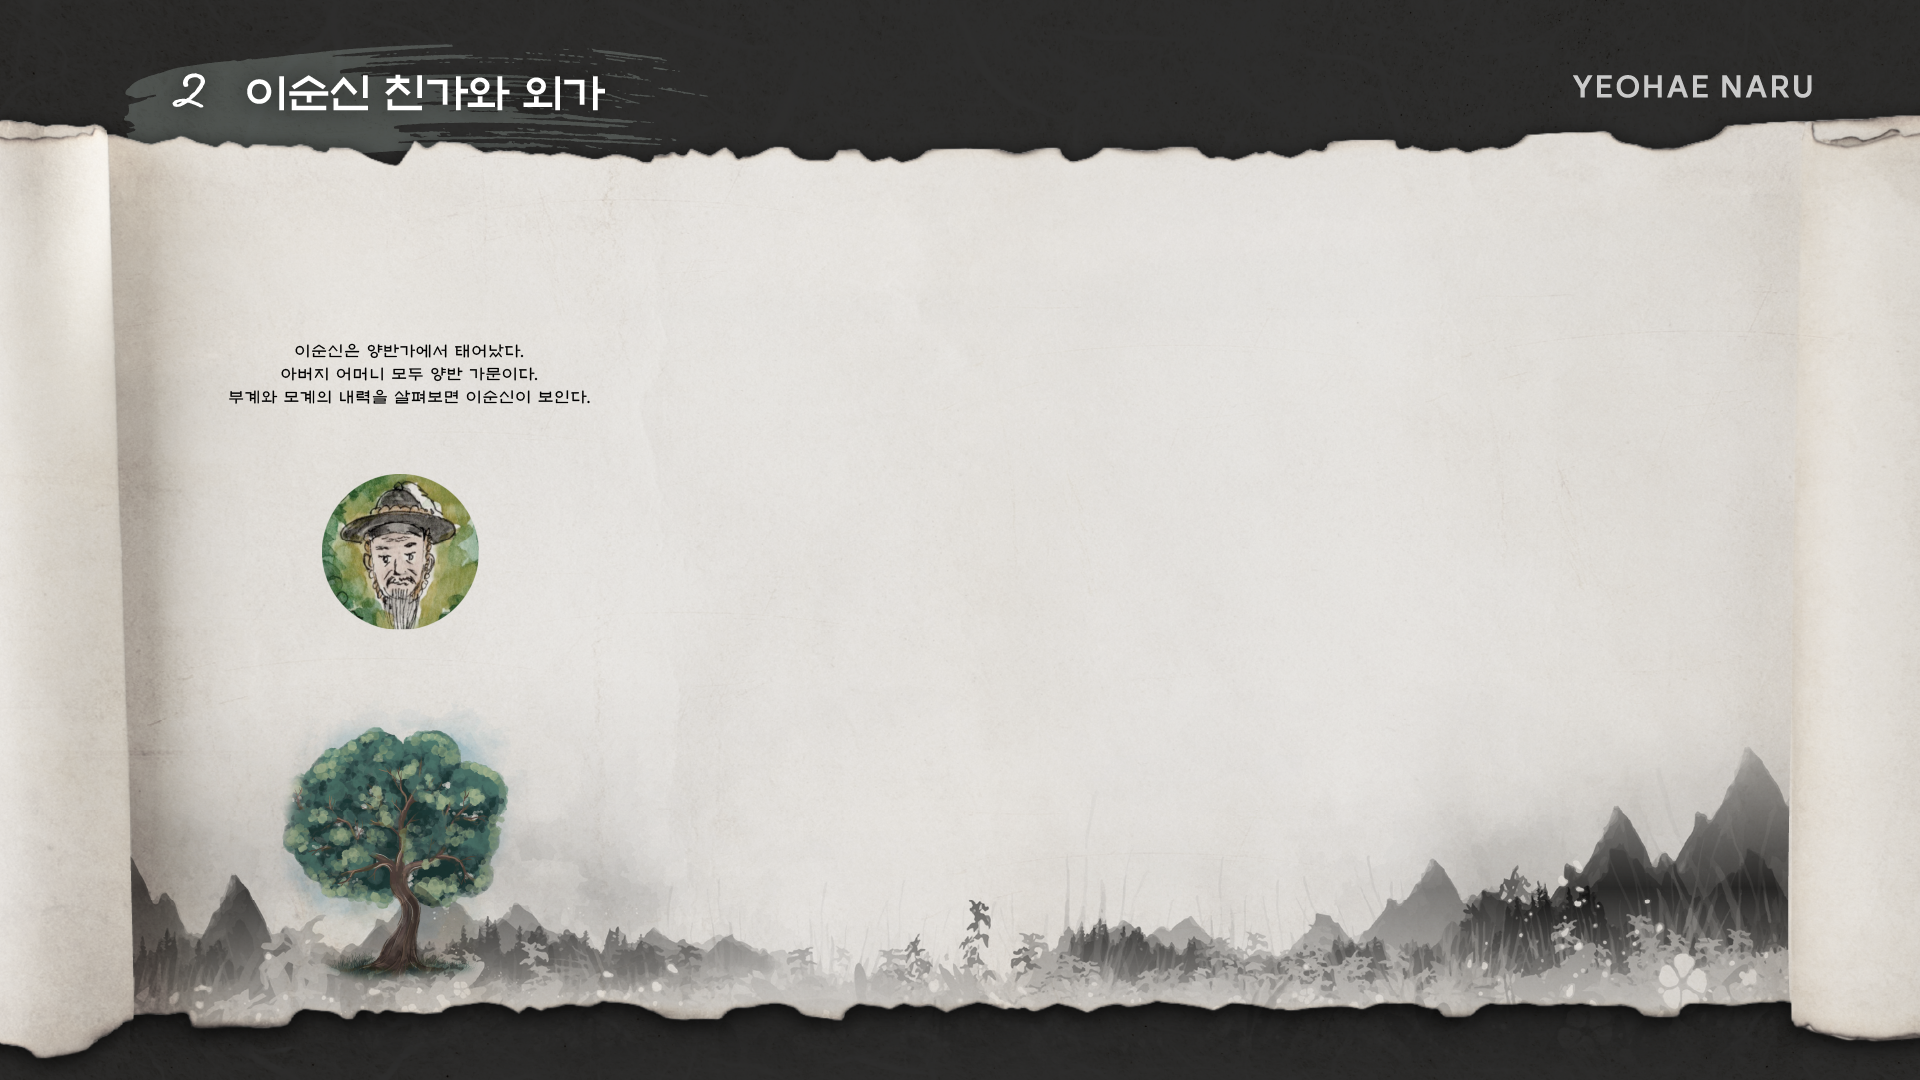 2 이순신 친가와 외가
YEOHAE NARU
이순신은 양반가에서 태어났다.
아버지 어머니 모두 양반 가문이다.
부계와 모계의 내력을 살펴보면 이순신이 보인다.